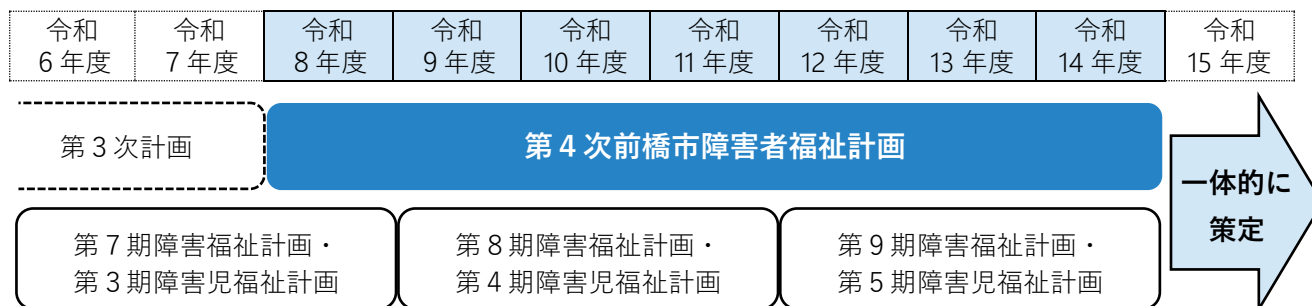 令和 令和 令和 令和 令和 令和 令和 令和 令和 令和
6 年度 7 年度 8 年度 9 年度 10 年度 11 年度 12 年度 13 年度 14 年度 15 年度
第３次計画
第４次前橋市障害者福祉計画
一体的に
策定
第７期障害福祉計画・
第３期障害児福祉計画
第８期障害福祉計画・
第４期障害児福祉計画
第９期障害福祉計画・
第５期障害児福祉計画